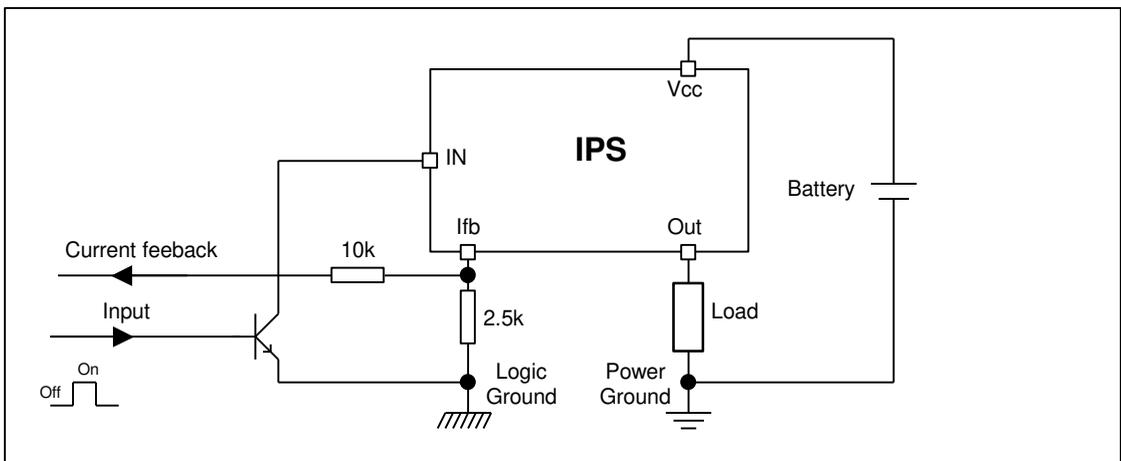 Vcc
IPS
IN
Battery
Ifb
Out
Current feeback
10k
Input
2.5k
Load
On
Off
Logic
Ground
Power
Ground